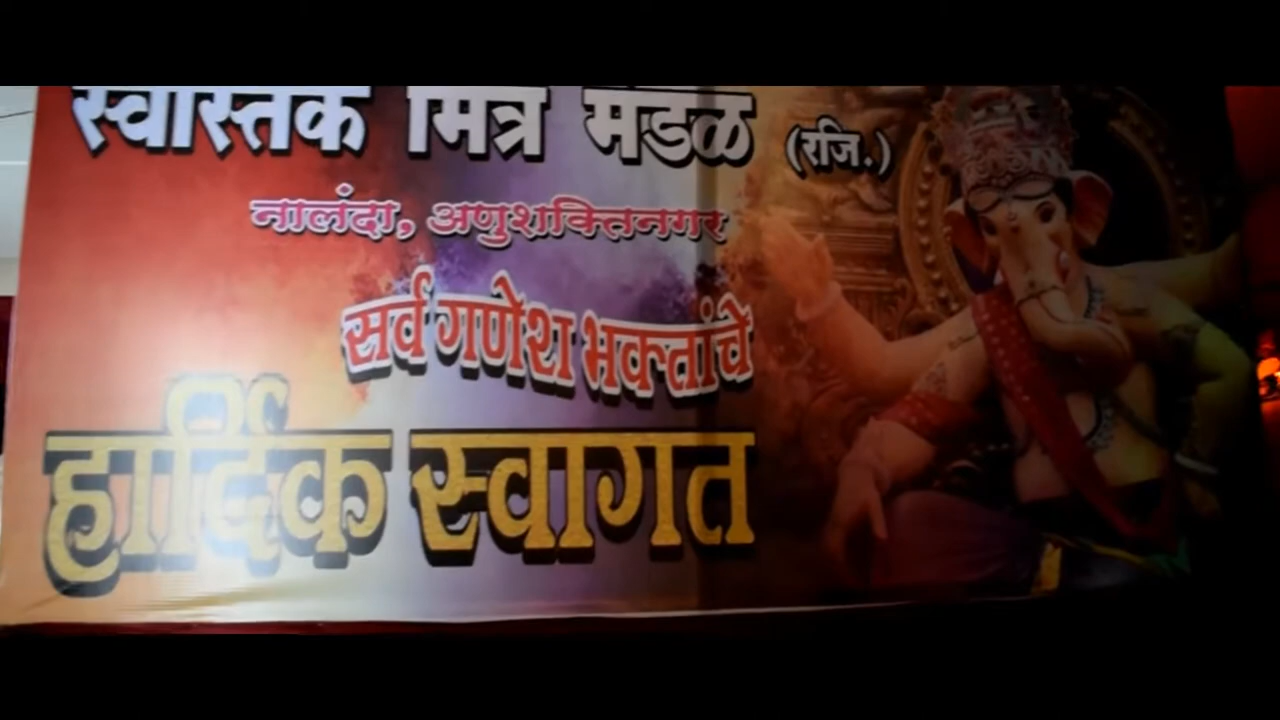 स्वास्तिक मित्र मंडळ (रजि.)
नालंदा, अणुशक्तिनगर
सर्व गणेश भक्तांचे
हार्दिक स्वागत